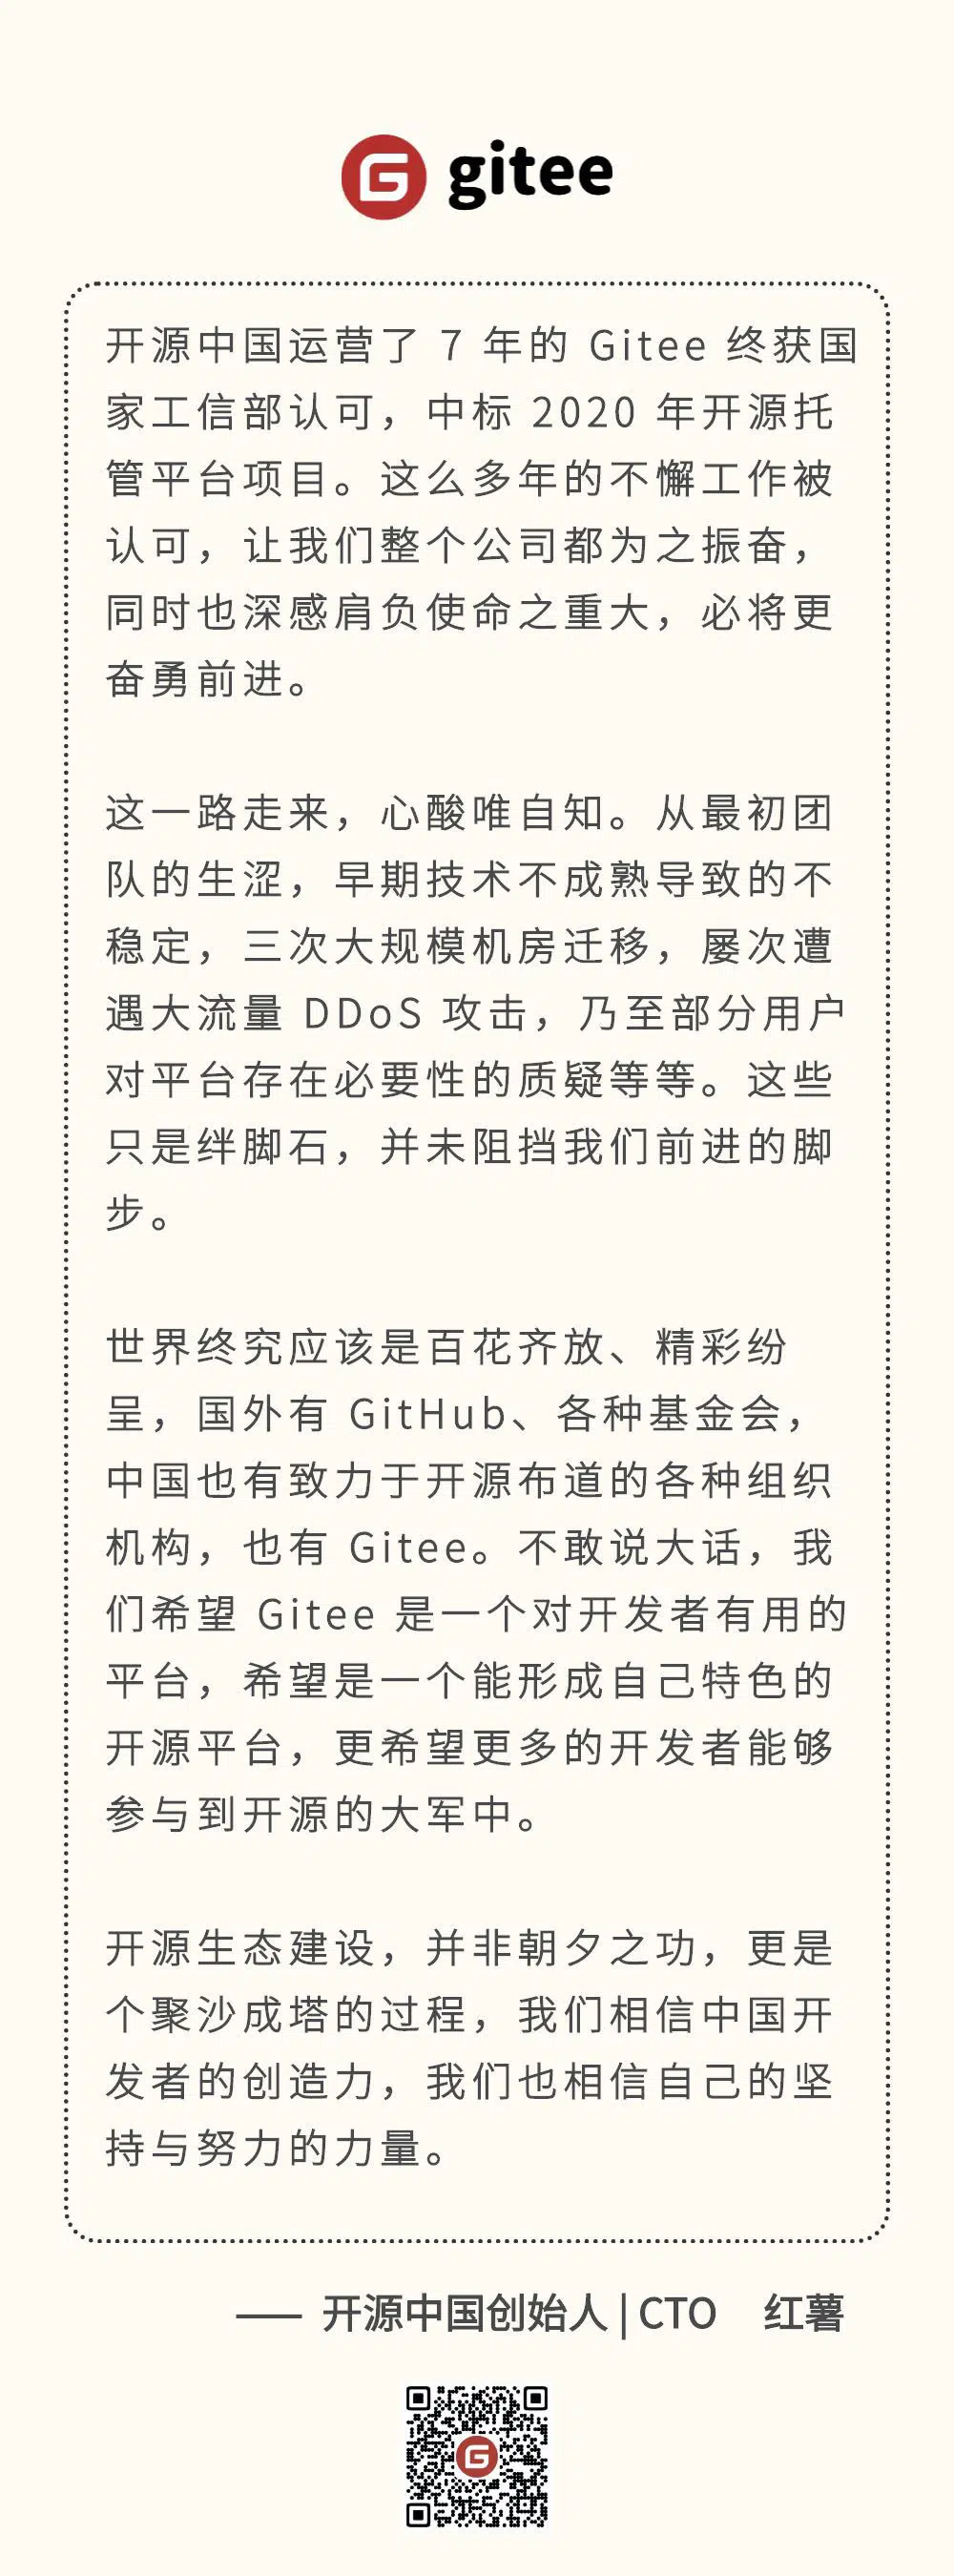 gitee
开源中国运营了 7 年的 Gitee 终获国
家工信部认可，中标 2020 年开源托
管平台项目。这么多年的不懈工作被
认可，让我们整个公司都为之振奋，
同时也深感肩负使命之重大，必将更
奋勇前进。
这一路走来，心酸唯自知。从最初团
队的生涩，早期技术不成熟导致的不
稳定，三次大规模机房迁移，屡次遭
遇大流量 DDoS 攻击，乃至部分用户
对平台存在必要性的质疑等等。这些
只是绊脚石，并未阻挡我们前进的脚
步。
世界终究应该是百花齐放、精彩纷
呈，国外有 GitHub、各种基金会，
中国也有致力于开源布道的各种组织
机构，也有 Gitee。不敢说大话，我
们希望 Gitee 是一个对开发者有用的
平台，希望是一个能形成自己特色的
开源平台，更希望更多的开发者能够
参与到开源的大军中。
开源生态建设，并非朝夕之功，更是
个聚沙成塔的过程，我们相信中国开
发者的创造力，我们也相信自己的坚
持与努力的力量。
—— 开源中国创始人|CTO 红薯